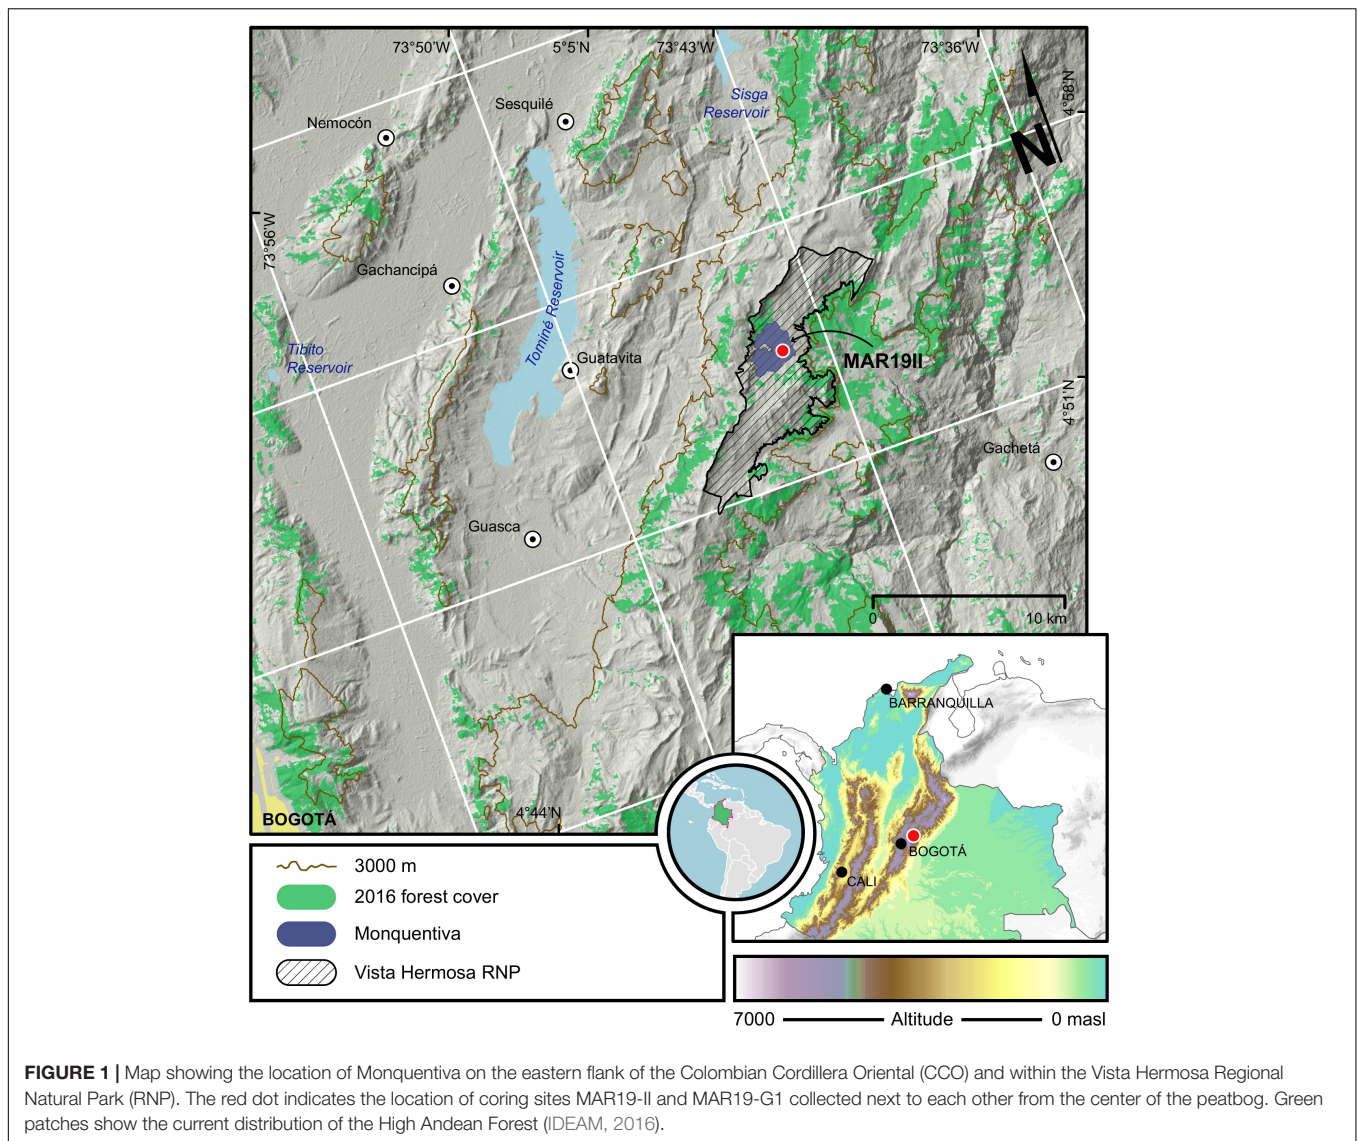 73°50'W
5°5'N
73°43'W
73°36'W
4°58'N
Sisga
Reservoir
Sesquilé
Nemocón
N
73°56'W
Gachancipá
Tominé Reservoir
Tibito
Reservoir
Guatavita
MAR19II
4°51'N
Gachetá
Guasca
0 10 km
4°44'N
BOGOTÁ
BARRANQUILLA
BOGOTÁ
CALI
3000 m
2016 forest cover
Monquentiva
Vista Hermosa RNP
7000 Altitude 0 masl
FIGURE 1 | Map showing the location of Monquentiva on the eastern flank of the Colombian Cordillera Oriental (CCO) and within the Vista Hermosa Regional
Natural Park (RNP). The red dot indicates the location of coring sites MAR19-II and MAR19-G1 collected next to each other from the center of the peatbog. Green
patches show the current distribution of the High Andean Forest (IDEAM, 2016).